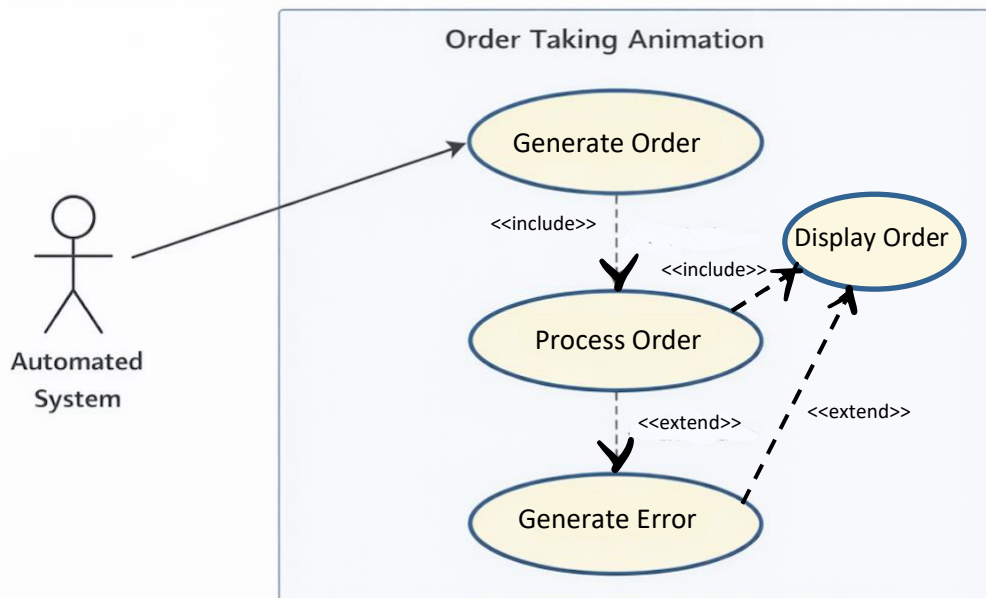 Order Taking Animation
Generate Order
<<include>>
Display Order
<<include>>
Process Order
Automated
System
<<extend>>
<<extend>>
Generate Error